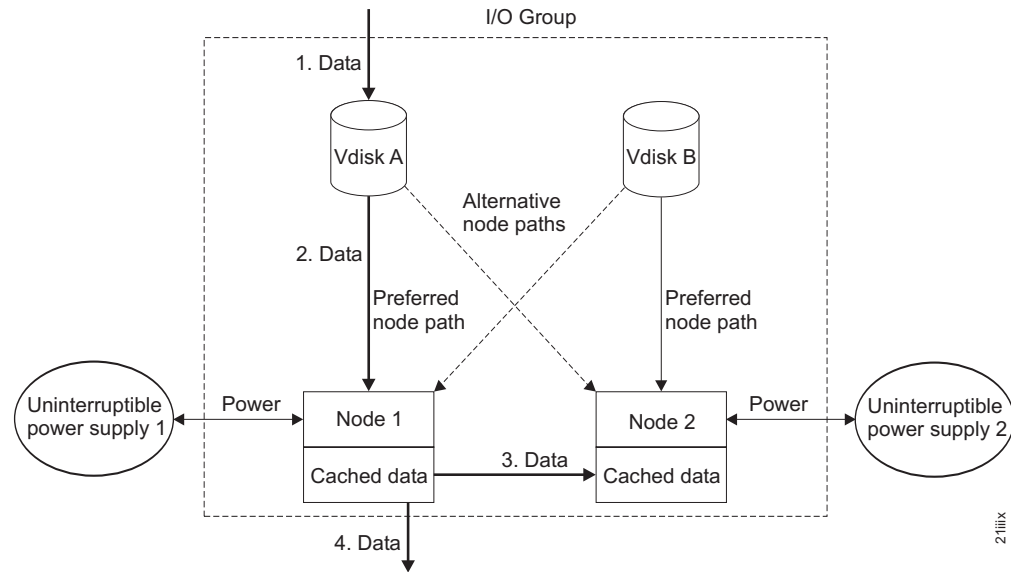 I/O Group
1. Data
Vdisk A
Vdisk B
Alternative
node paths
2. Data
Preferred
node path
Preferred
node path
Uninterruptible
power supply 1
Power
Node 1
Node 2
Power
Uninterruptible
power supply 2
Cached data
3. Data
Cached data
4. Data
21iiix